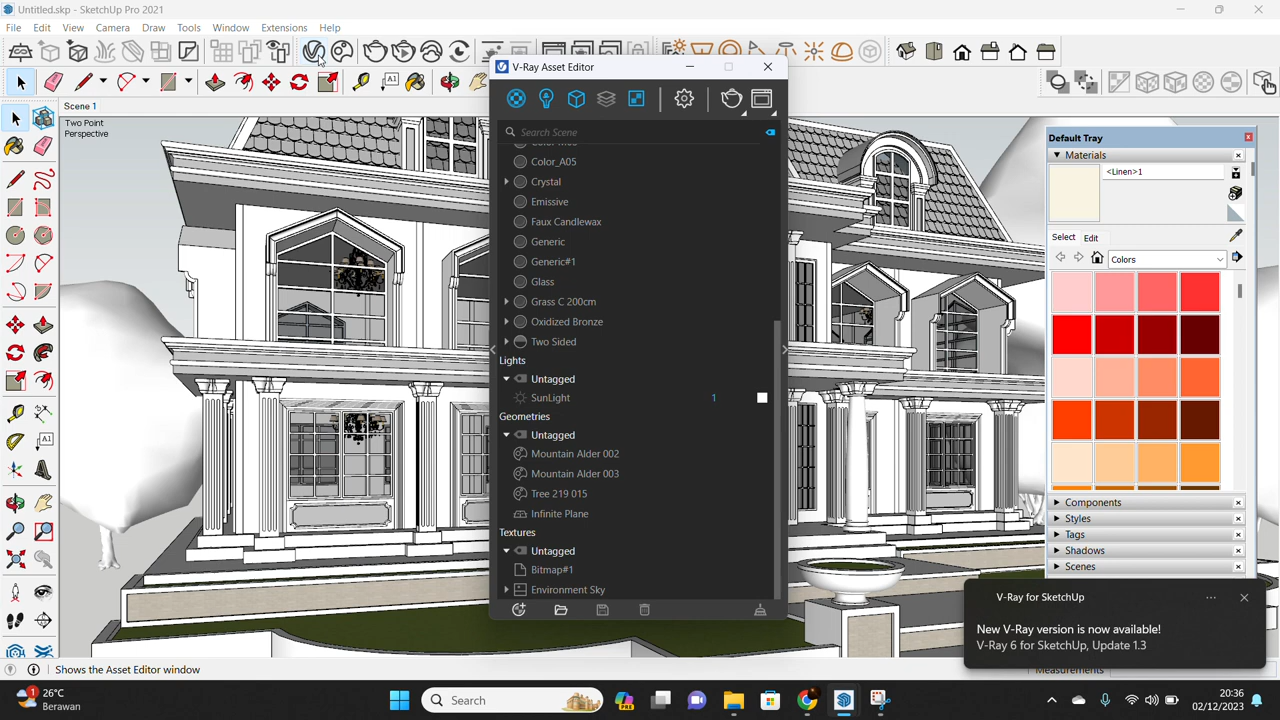 Untitled.skp - SketchUp Pro 2021
File Edit View Camera Draw Tools Window Extensions Help
Scene 1
Two Point
Perspective
V-Ray Asset Editor
Search Scene
Color_A05
Crystal
Emissive
Faux Candlewax
Generic
Generic#1
Glass
Grass C 200cm
Oxidized Bronze
Two Sided
Lights
Untagged
SunLight 1
Geometries
Untagged
Mountain Alder 002
Mountain Alder 003
Tree 219 015
Infinite Plane
Textures
Untagged
Bitmap#1
Environment Sky
Default Tray
Materials
<Linen>1
Select Edit
Colors
Components
Styles
Tags
Shadows
Scenes
V-Ray for SketchUp
New V-Ray version is now available!
V-Ray 6 for SketchUp, Update 1.3
Measurements
Shows the Asset Editor window
1
26°C
Berawan
Search
PRE
20:36
02/12/2023